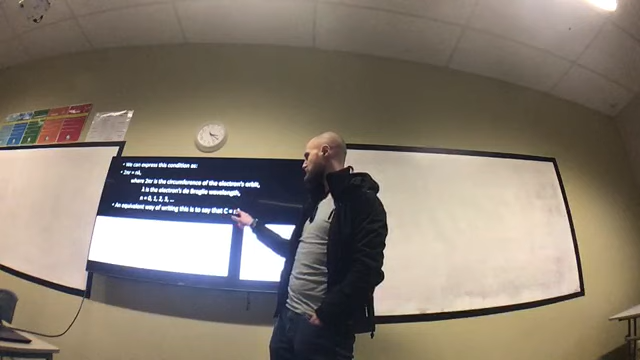 • We can express this condition as:
• 2πr = nλ,
where 2πr is the circumference of the electron's orbit,
λ is the electron's de Broglie wavelength,
n = 0, 1, 2, 3, ...
• An equivalent way of writing this is to say that C =